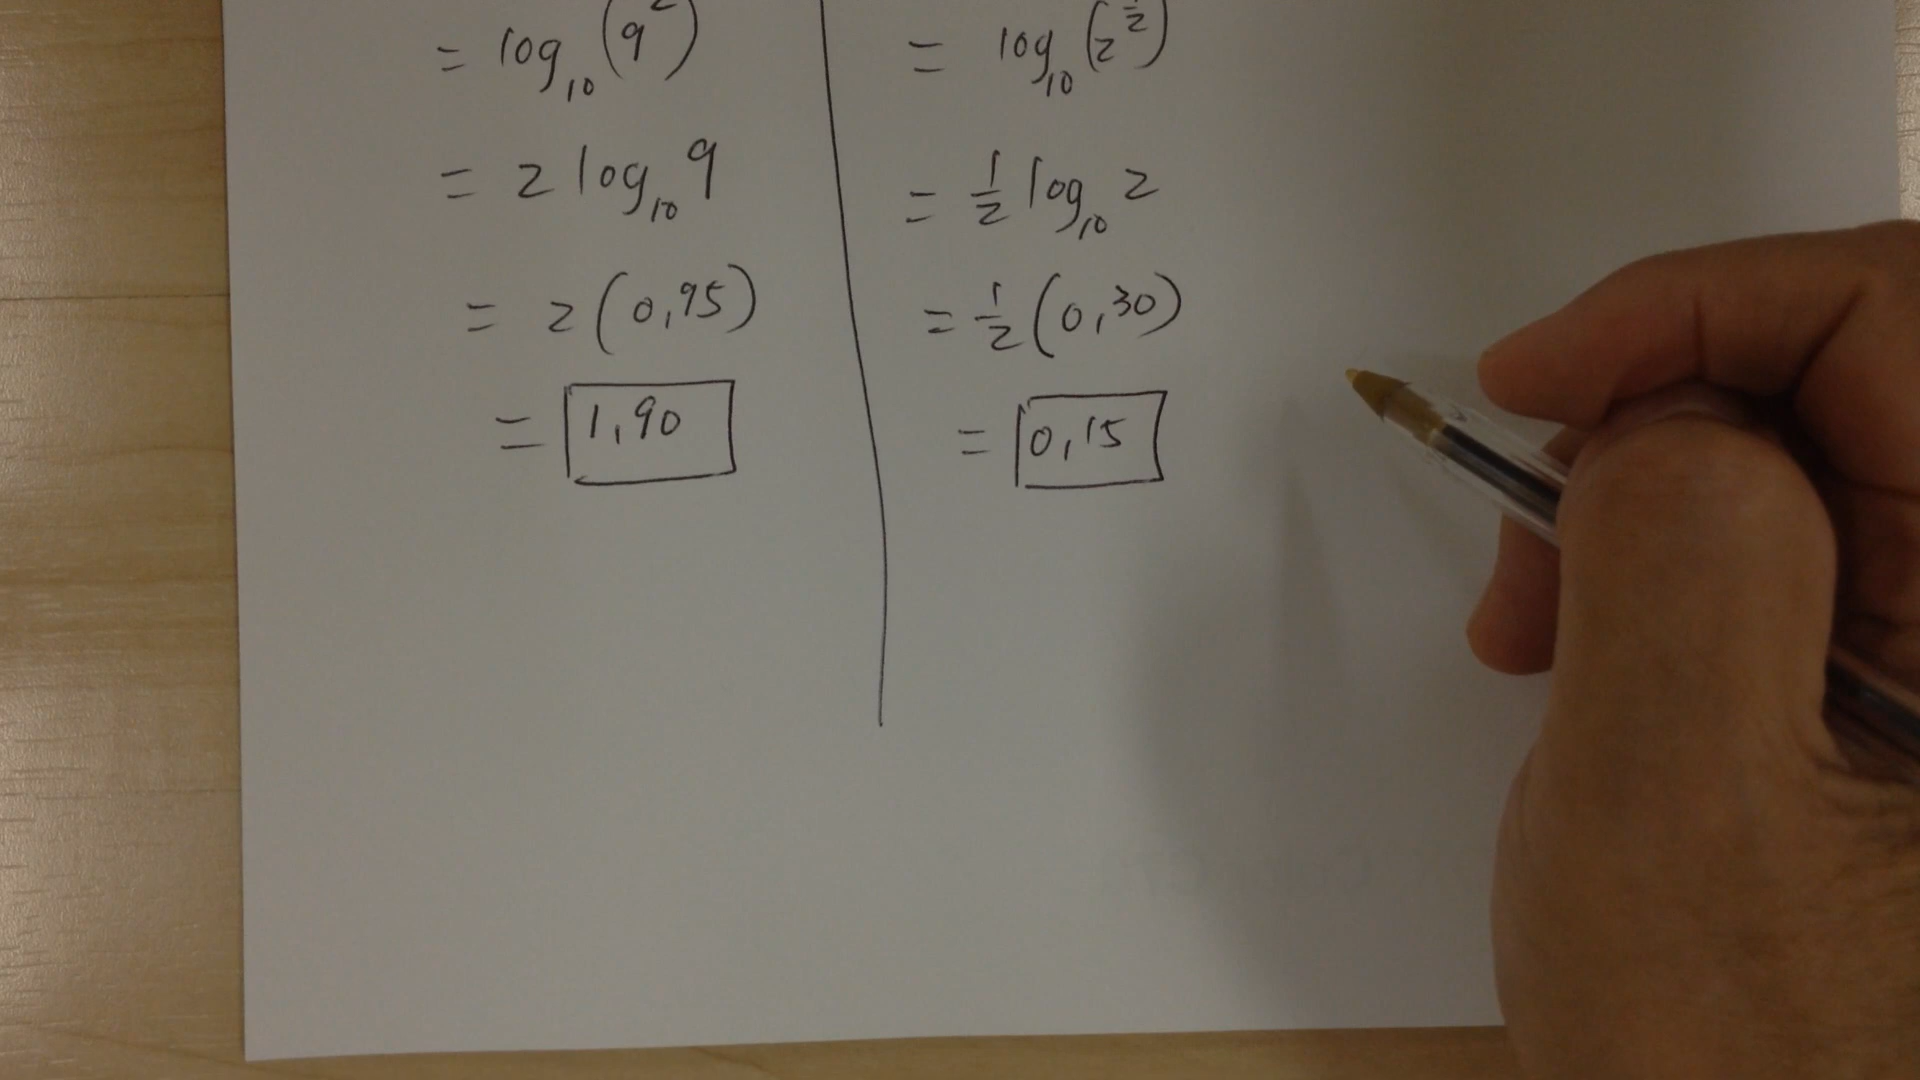 = log₁₀(9²)
= 2 log₁₀ 9
= 2(0,95)
= 1,90
= log₁₀(2^½)
= ½ log₁₀ 2
= ½(0,30)
= 0,15